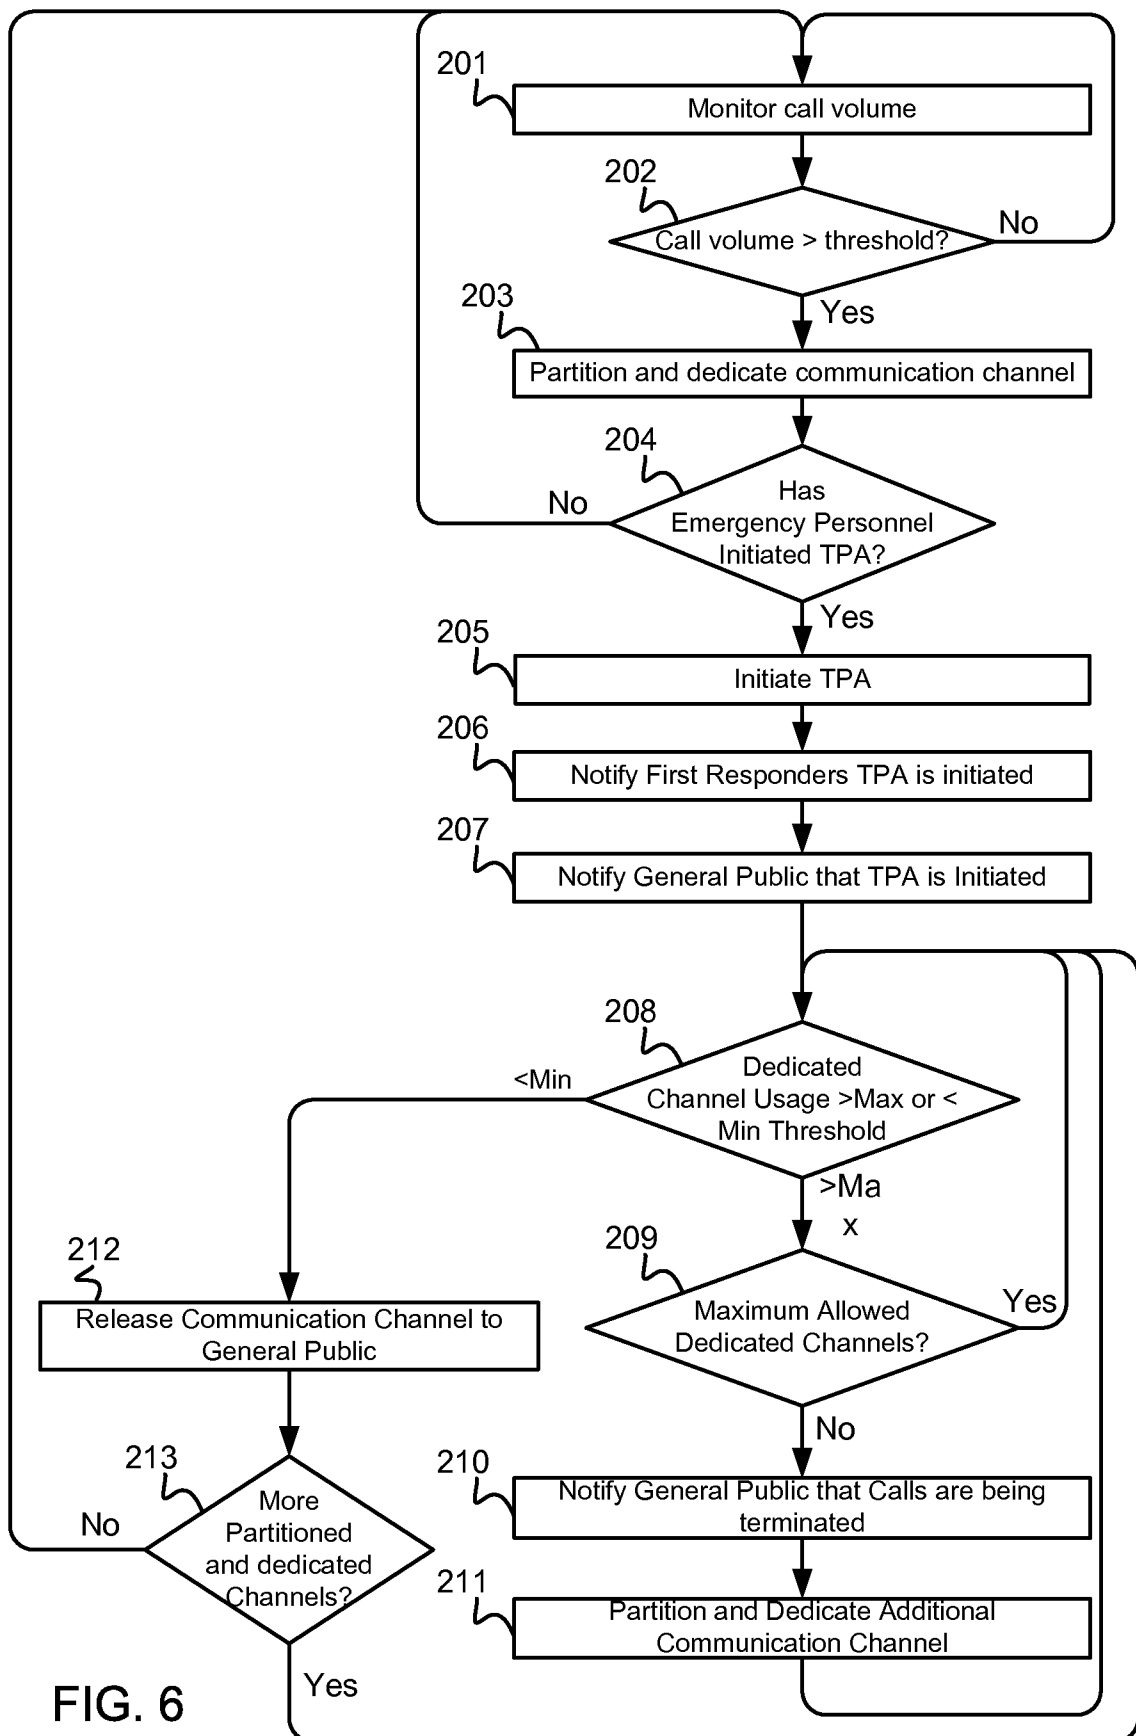 201
Monitor call volume
202
Call volume > threshold?
No
Yes
203
Partition and dedicate communication channel
204
Has
Emergency Personnel
Initiated TPA?
No
Yes
205
Initiate TPA
206
Notify First Responders TPA is initiated
207
Notify General Public that TPA is Initiated
208
Dedicated
Channel Usage >Max or <
Min Threshold
<Min
>Ma
x
209
Maximum Allowed
Dedicated Channels?
Yes
No
212
Release Communication Channel to
General Public
213
More
Partitioned
and dedicated
Channels?
No
Yes
210
Notify General Public that Calls are being
terminated
211
Partition and Dedicate Additional
Communication Channel
FIG. 6